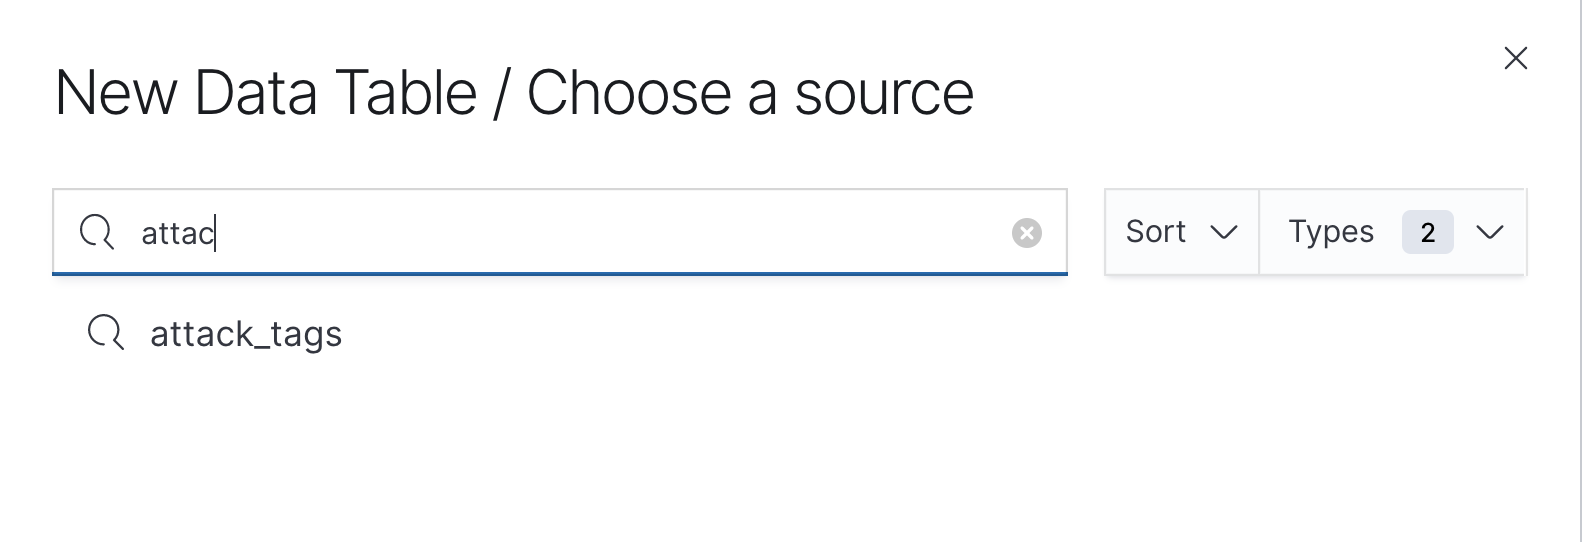 New Data Table / Choose a source
attac
Sort
Types 2
attack_tags